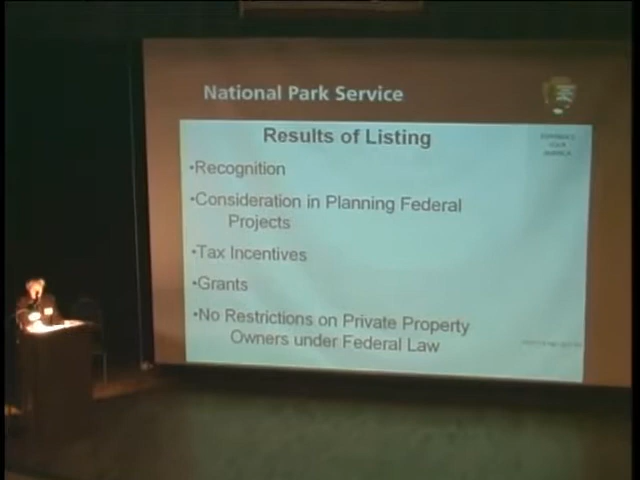 National Park Service
Results of Listing
•Recognition
•Consideration in Planning Federal
Projects
•Tax Incentives
•Grants
•No Restrictions on Private Property
Owners under Federal Law